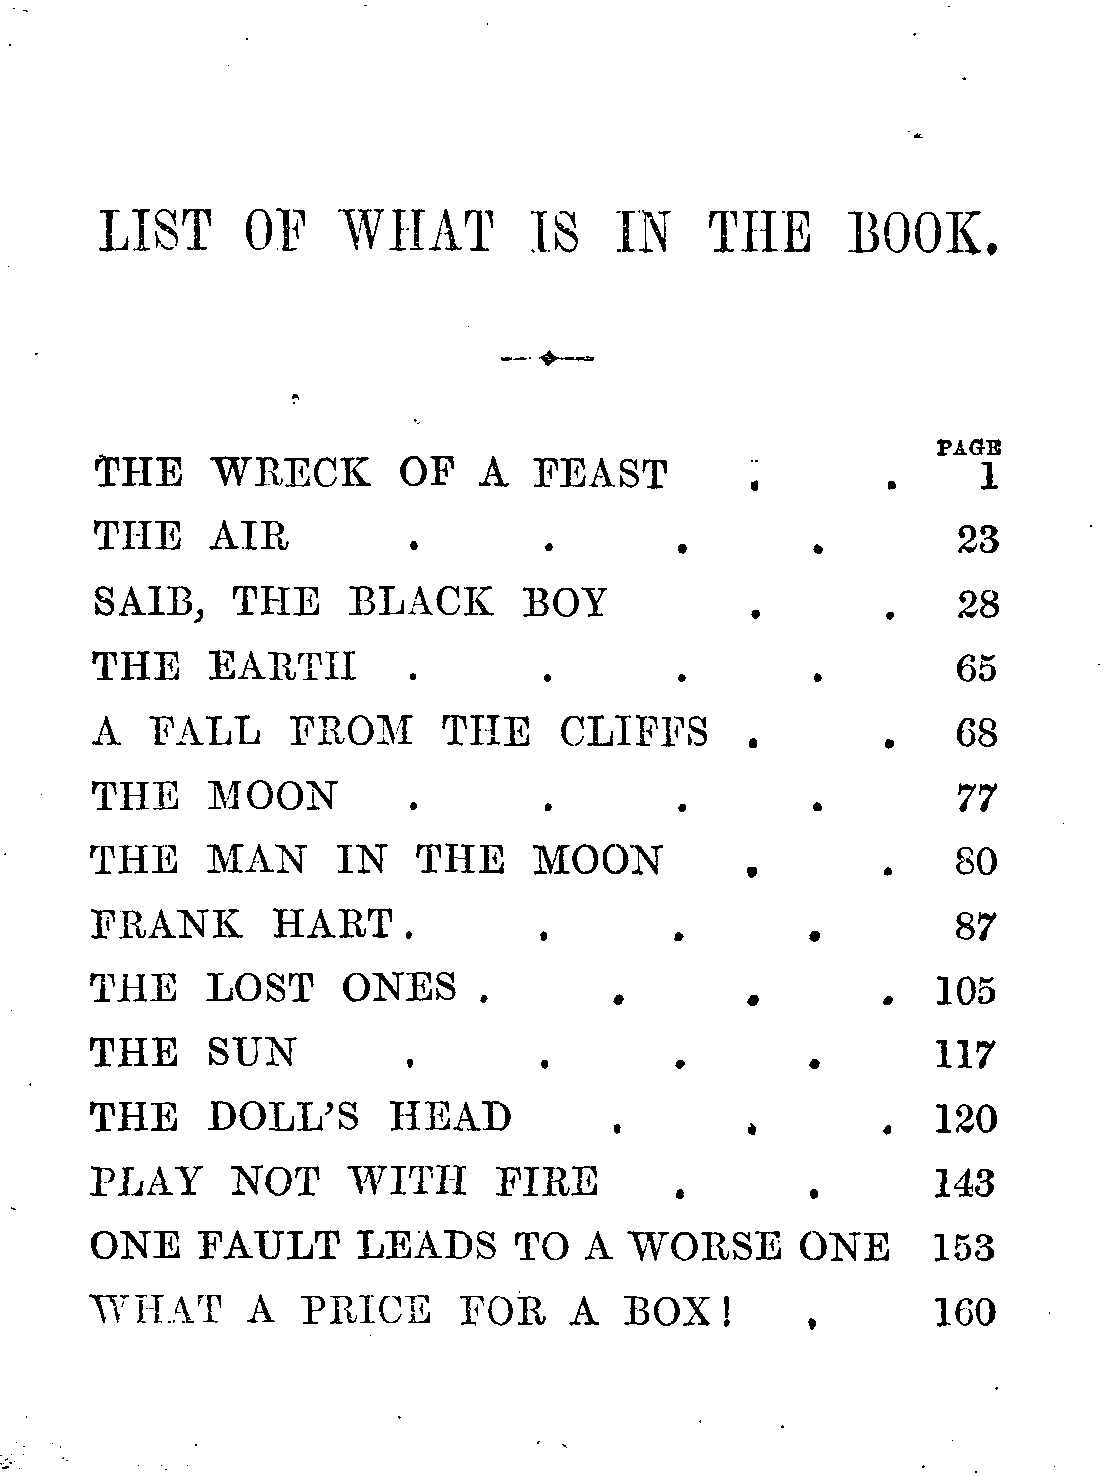 LIST OF WHAT IS IN THE BOOK.
PAGE
THE WRECK OF A FEAST . . 1
THE AIR . . . . 23
SAIB, THE BLACK BOY . . 28
THE EARTH . . . . 65
A FALL FROM THE CLIFFS . . 68
THE MOON . . . . 77
THE MAN IN THE MOON . . 80
FRANK HART . . . . 87
THE LOST ONES . . . . 105
THE SUN . . . . 117
THE DOLL'S HEAD . . . 120
PLAY NOT WITH FIRE . . 143
ONE FAULT LEADS TO A WORSE ONE 153
WHAT A PRICE FOR A BOX! . 160